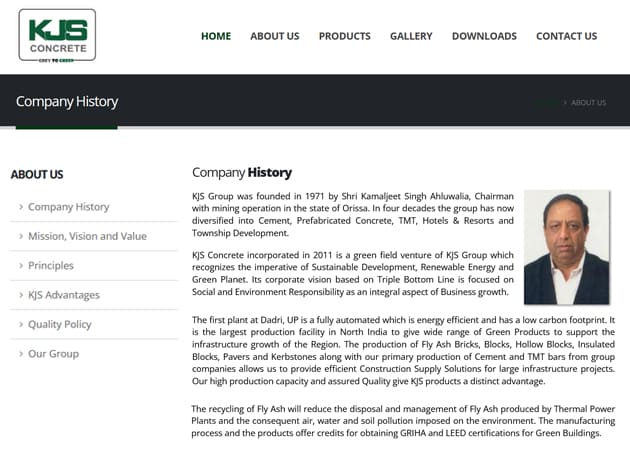 KJS
CONCRETE
GREY TO GREEN
HOME ABOUT US PRODUCTS GALLERY DOWNLOADS CONTACT US
Company History
HOME > ABOUT US
ABOUT US
> Company History
> Mission, Vision and Value
> Principles
> KJS Advantages
> Quality Policy
> Our Group
Company History
KJS Group was founded in 1971 by Shri Kamaljeet Singh Ahluwalia, Chairman
with mining operation in the state of Orissa. In four decades the group has now
diversified into Cement, Prefabricated Concrete, TMT, Hotels & Resorts and
Township Development.
KJS Concrete incorporated in 2011 is a green field venture of KJS Group which
recognizes the imperative of Sustainable Development, Renewable Energy and
Green Planet. Its corporate vision based on Triple Bottom Line is focused on
Social and Environment Responsibility as an integral aspect of Business growth.
The first plant at Dadri, UP is a fully automated which is energy efficient and has a low carbon footprint. It
is the largest production facility in North India to give wide range of Green Products to support the
infrastructure growth of the Region. The production of Fly Ash Bricks, Blocks, Hollow Blocks, Insulated
Blocks, Pavers and Kerbstones along with our primary production of Cement and TMT bars from group
companies allows us to provide efficient Construction Supply Solutions for large infrastructure projects.
Our high production capacity and assured Quality give KJS products a distinct advantage.
The recycling of Fly Ash will reduce the disposal and management of Fly Ash produced by Thermal Power
Plants and the consequent air, water and soil pollution imposed on the environment. The manufacturing
process and the products offer credits for obtaining GRIHA and LEED certifications for Green Buildings.